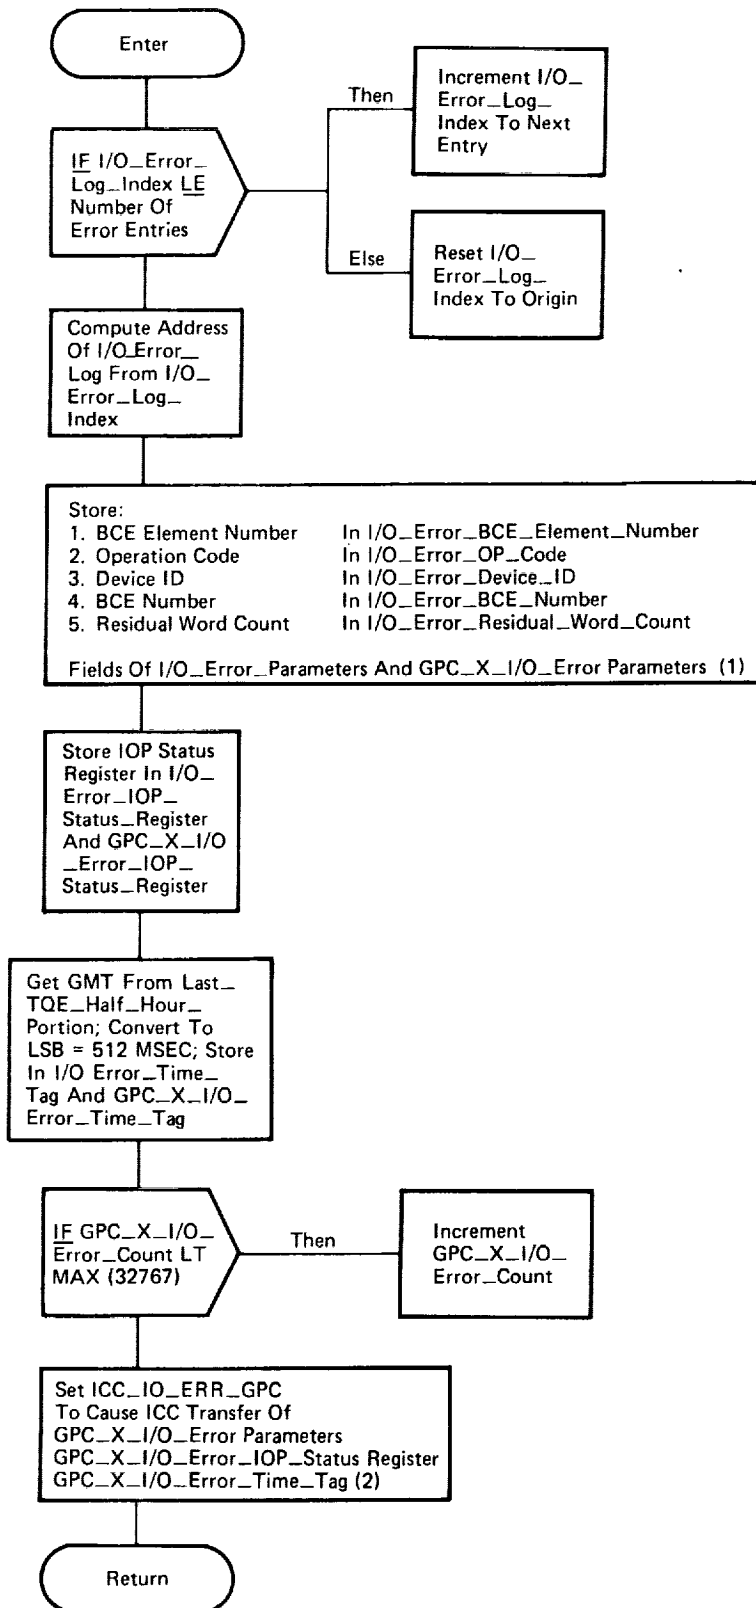 Enter
IF I/O_Error_
Log_Index LE
Number Of
Error Entries
Then
Increment I/O_
Error_Log_
Index To Next
Entry
Else
Reset I/O_
Error_Log_
Index To Origin
Compute Address
Of I/O_Error_
Log From I/O_
Error_Log_
Index
Store:
1. BCE Element Number In I/O_Error_BCE_Element_Number
2. Operation Code In I/O_Error_OP_Code
3. Device ID In I/O_Error_Device_ID
4. BCE Number In I/O_Error_BCE_Number
5. Residual Word Count In I/O_Error_Residual_Word_Count
Fields Of I/O_Error_Parameters And GPC_X_I/O_Error Parameters (1)
Store IOP Status
Register In I/O_
Error_IOP_
Status_Register
And GPC_X_I/O
_Error_IOP_
Status_Register
Get GMT From Last_
TQE_Half_Hour_
Portion; Convert To
LSB = 512 MSEC; Store
In I/O Error_Time_
Tag And GPC_X_I/O_
Error_Time_Tag
IF GPC_X_I/O_
Error_Count LT
MAX (32767)
Then
Increment
GPC_X_I/O_
Error_Count
Set ICC_IO_ERR_GPC
To Cause ICC Transfer Of
GPC_X_I/O_Error Parameters
GPC_X_I/O_Error_IOP_Status Register
GPC_X_I/O_Error_Time_Tag (2)
Return